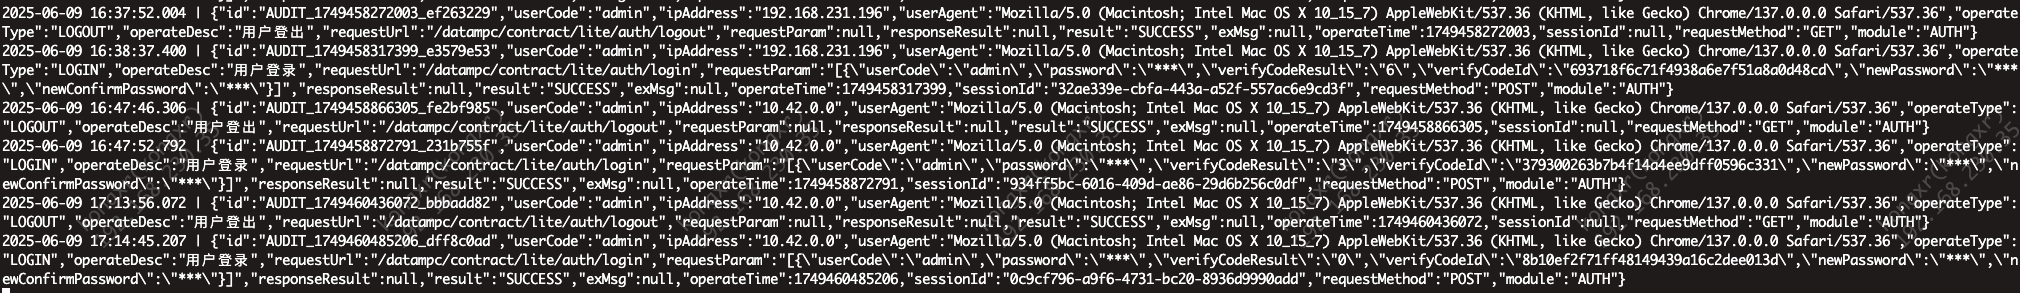 2025-06-09 16:37:52.004 | {"id":"AUDIT_1749458272003_ef263229","userCode":"admin","ipAddress":"192.168.231.196","userAgent":"Mozilla/5.0 (Macintosh; Intel Mac OS X 10_15_7) AppleWebKit/537.36 (KHTML, like Gecko) Chrome/137.0.0.0 Safari/537.36","operate
Type":"LOGOUT","operateDesc":"用户登出","requestUrl":"/datampc/contract/lite/auth/logout","requestParam":null,"responseResult":null,"result":"SUCCESS","exMsg":null,"operateTime":1749458272003,"sessionId":null,"requestMethod":"GET","module":"AUTH"}
2025-06-09 16:38:37.400 | {"id":"AUDIT_1749458317399_e3579e53","userCode":"admin","ipAddress":"192.168.231.196","userAgent":"Mozilla/5.0 (Macintosh; Intel Mac OS X 10_15_7) AppleWebKit/537.36 (KHTML, like Gecko) Chrome/137.0.0.0 Safari/537.36","operate
Type":"LOGIN","operateDesc":"用户登录","requestUrl":"/datampc/contract/lite/auth/login","requestParam":"[{\"userCode\":\"admin\",\"password\":\"***\",\"verifyCodeResult\":\"6\",\"verifyCodeId\":\"693718f6c71f4938a6e7f51a8a0d48cd\",\"newPassword\":\"***
\",\"newConfirmPassword\":\"***\"}]","responseResult":null,"result":"SUCCESS","exMsg":null,"operateTime":1749458317399,"sessionId":"32ae339e-cbfa-443a-a52f-557ac6e9cd3f","requestMethod":"POST","module":"AUTH"}
2025-06-09 16:47:46.306 | {"id":"AUDIT_1749458866305_fe2bf985","userCode":"admin","ipAddress":"10.42.0.0","userAgent":"Mozilla/5.0 (Macintosh; Intel Mac OS X 10_15_7) AppleWebKit/537.36 (KHTML, like Gecko) Chrome/137.0.0.0 Safari/537.36","operateType":
"LOGOUT","operateDesc":"用户登出","requestUrl":"/datampc/contract/lite/auth/logout","requestParam":null,"responseResult":null,"result":"SUCCESS","exMsg":null,"operateTime":1749458866305,"sessionId":null,"requestMethod":"GET","module":"AUTH"}
2025-06-09 16:47:52.792 | {"id":"AUDIT_1749458872791_231b755f","userCode":"admin","ipAddress":"10.42.0.0","userAgent":"Mozilla/5.0 (Macintosh; Intel Mac OS X 10_15_7) AppleWebKit/537.36 (KHTML, like Gecko) Chrome/137.0.0.0 Safari/537.36","operateType":
"LOGIN","operateDesc":"用户登录","requestUrl":"/datampc/contract/lite/auth/login","requestParam":"[{\"userCode\":\"admin\",\"password\":\"***\",\"verifyCodeResult\":\"3\",\"verifyCodeId\":\"379300263b7b4f14a4e9dff0596c331\",\"newPassword\":\"***\",\"n
ewConfirmPassword\":\"***\"}]","responseResult":null,"result":"SUCCESS","exMsg":null,"operateTime":1749458872791,"sessionId":"934ff5bc-6016-409d-ae86-29d6b256c0df","requestMethod":"POST","module":"AUTH"}
2025-06-09 17:13:56.072 | {"id":"AUDIT_1749460436072_bbbadd82","userCode":"admin","ipAddress":"10.42.0.0","userAgent":"Mozilla/5.0 (Macintosh; Intel Mac OS X 10_15_7) AppleWebKit/537.36 (KHTML, like Gecko) Chrome/137.0.0.0 Safari/537.36","operateType":
"LOGOUT","operateDesc":"用户登出","requestUrl":"/datampc/contract/lite/auth/logout","requestParam":null,"responseResult":null,"result":"SUCCESS","exMsg":null,"operateTime":1749460436072,"sessionId":null,"requestMethod":"GET","module":"AUTH"}
2025-06-09 17:14:45.207 | {"id":"AUDIT_1749460485206_dff8c0ad","userCode":"admin","ipAddress":"10.42.0.0","userAgent":"Mozilla/5.0 (Macintosh; Intel Mac OS X 10_15_7) AppleWebKit/537.36 (KHTML, like Gecko) Chrome/137.0.0.0 Safari/537.36","operateType":
"LOGIN","operateDesc":"用户登录","requestUrl":"/datampc/contract/lite/auth/login","requestParam":"[{\"userCode\":\"admin\",\"password\":\"***\",\"verifyCodeResult\":\"0\",\"verifyCodeId\":\"8b10ef2f71ff48149439a16c2dee013d\",\"newPassword\":\"***\",\"n
ewConfirmPassword\":\"***\"}]","responseResult":null,"result":"SUCCESS","exMsg":null,"operateTime":1749460485206,"sessionId":"0c9cf796-a9f6-4731-bc20-8936d9990add","requestMethod":"POST","module":"AUTH"}